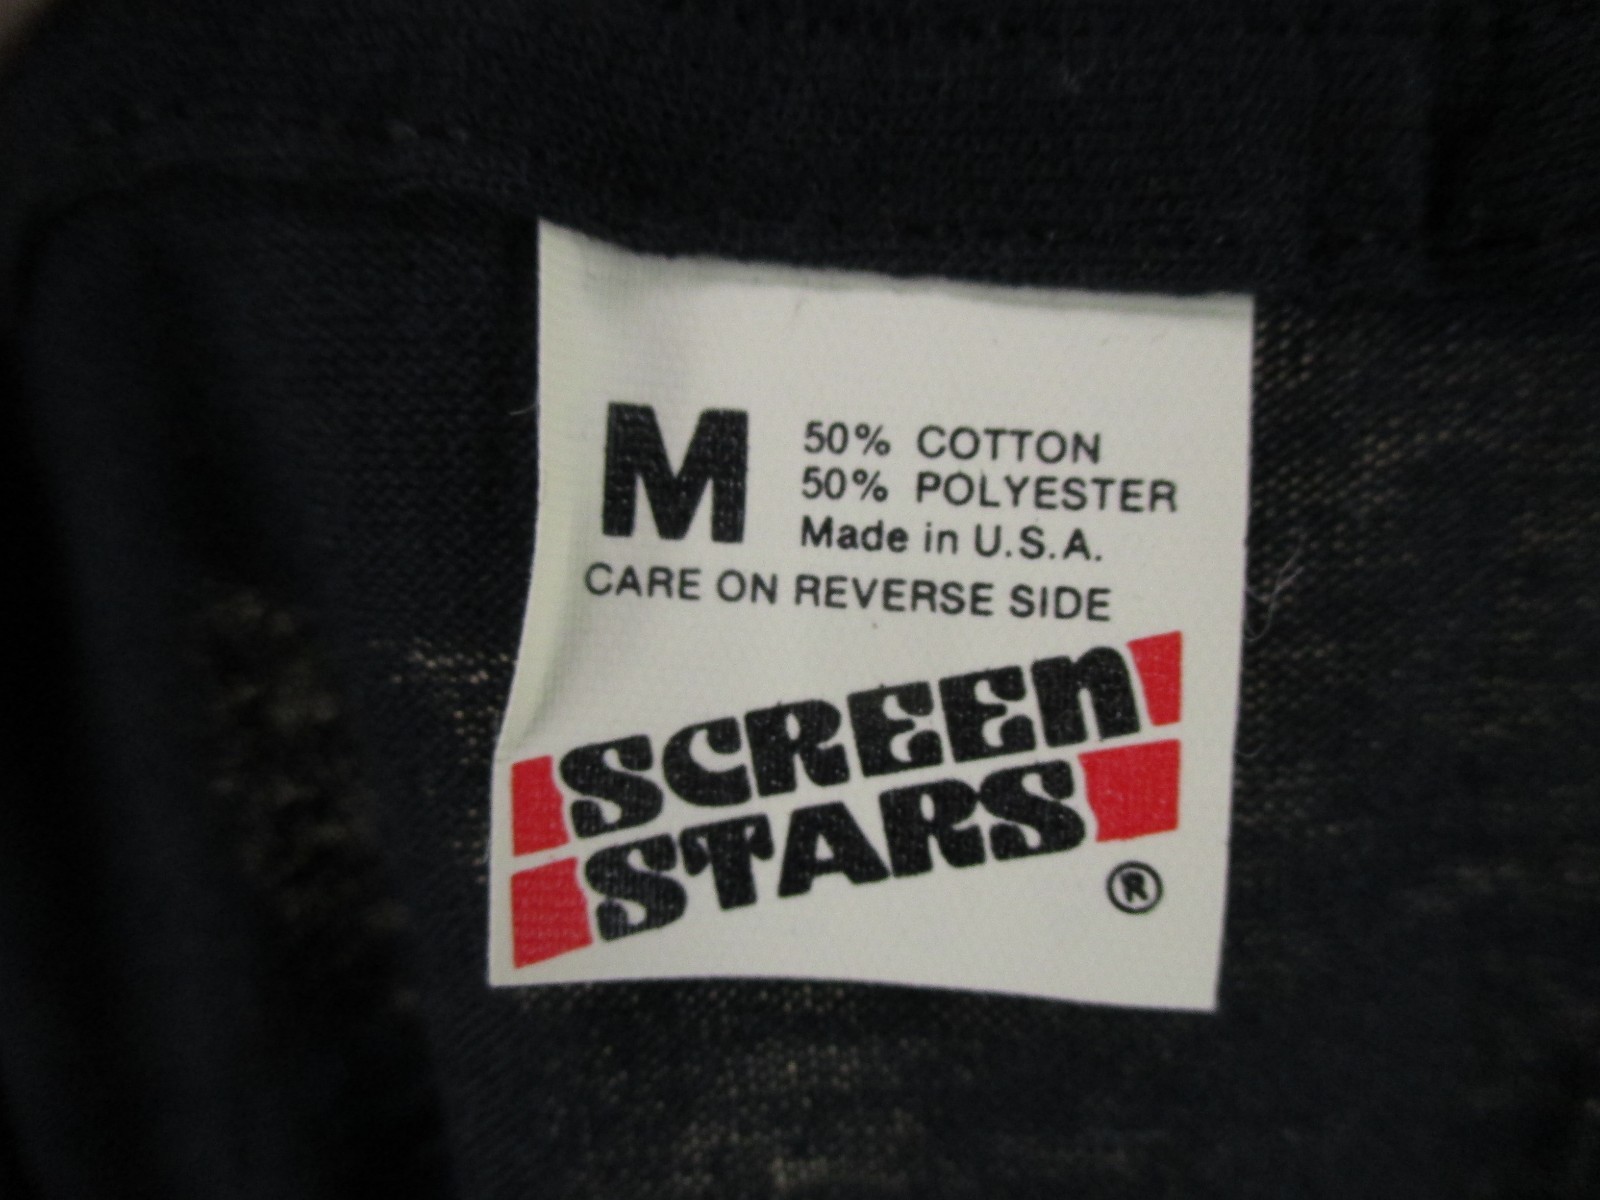 M
50% COTTON
50% POLYESTER
Made in U.S.A.
CARE ON REVERSE SIDE
SCREEN
STARS
®